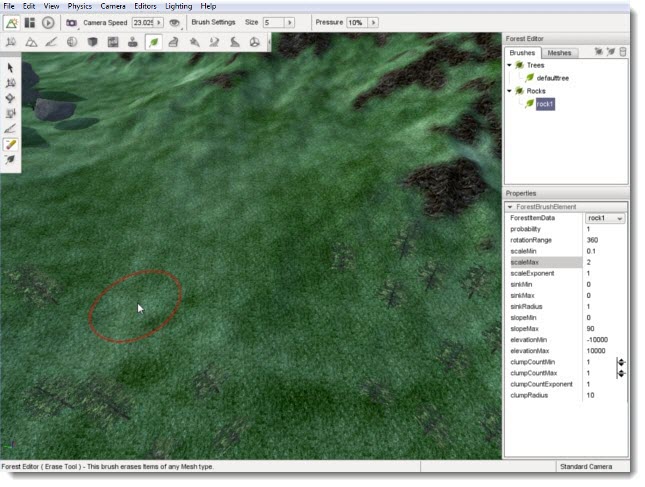 File Edit View Physics Camera Editors Lighting Help
Camera Speed 23.025 Brush Settings Size 5 Pressure 10%
Forest Editor
Brushes Meshes
Trees
defaulttree
Rocks
rock1
Properties
ForestBrushElement
ForestItemData rock1
probability 1
rotationRange 360
scaleMin 0.1
scaleMax 2
scaleExponent 1
sinkMin 0
sinkMax 0
sinkRadius 1
slopeMin 0
slopeMax 90
elevationMin -10000
elevationMax 10000
clumpCountMin 1
clumpCountMax 1
clumpCountExponent 1
clumpRadius 10
Forest Editor ( Erase Tool ) - This brush erases Items of any Mesh type.
Standard Camera